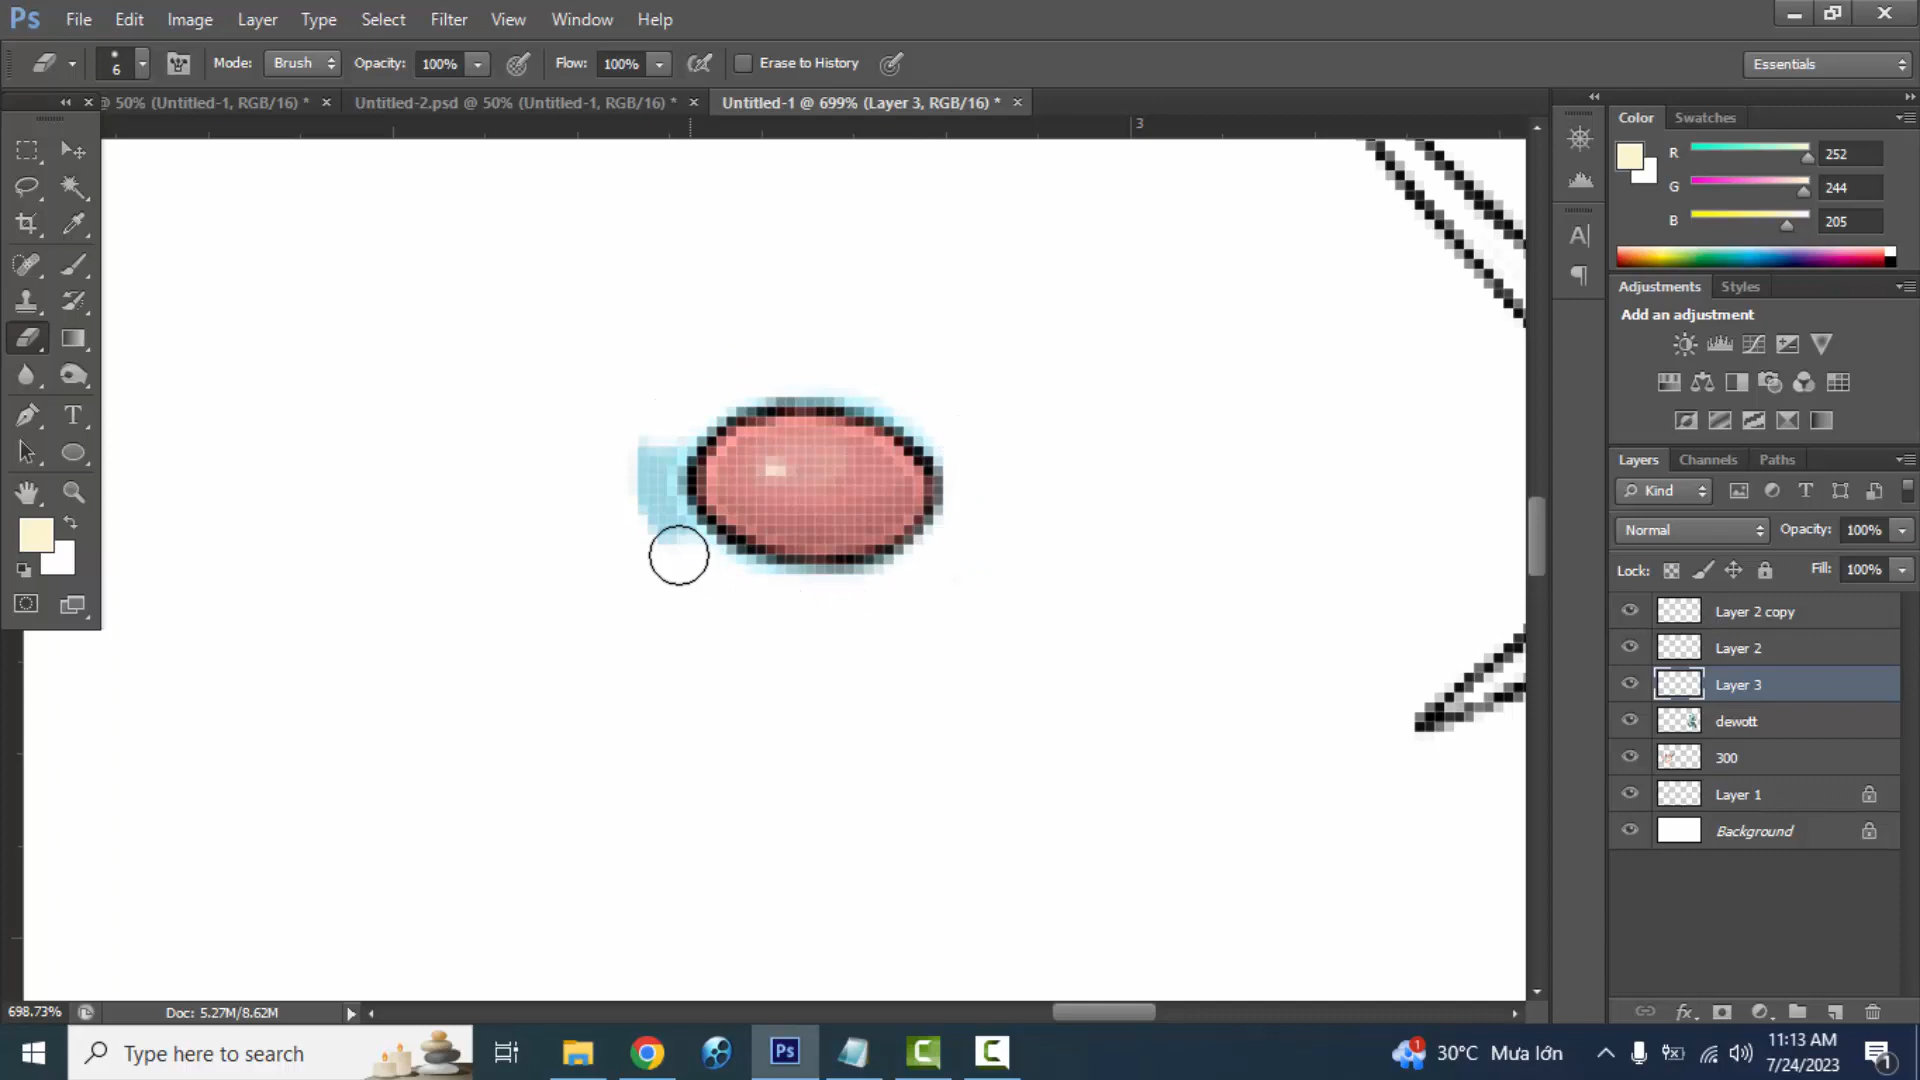 Ps File Edit Image Layer Type Select Filter View Window Help
6 Mode: Brush Opacity: 100% Flow: 100% Erase to History Essentials
@ 50% (Untitled-1, RGB/16) * × Untitled-2.psd @ 50% (Untitled-1, RGB/16) * × Untitled-1 @ 699% (Layer 3, RGB/16) * ×
3
Color Swatches
R 252
G 244
B 205
Adjustments Styles
Add an adjustment
Layers Channels Paths
Kind
Normal Opacity: 100%
Lock: Fill: 100%
Layer 2 copy
Layer 2
Layer 3
dewott
300
Layer 1
Background
698.73% Doc: 5.27M/8.62M
Type here to search
Ps
1 30°C Mưa lớn
11:13 AM
7/24/2023
1